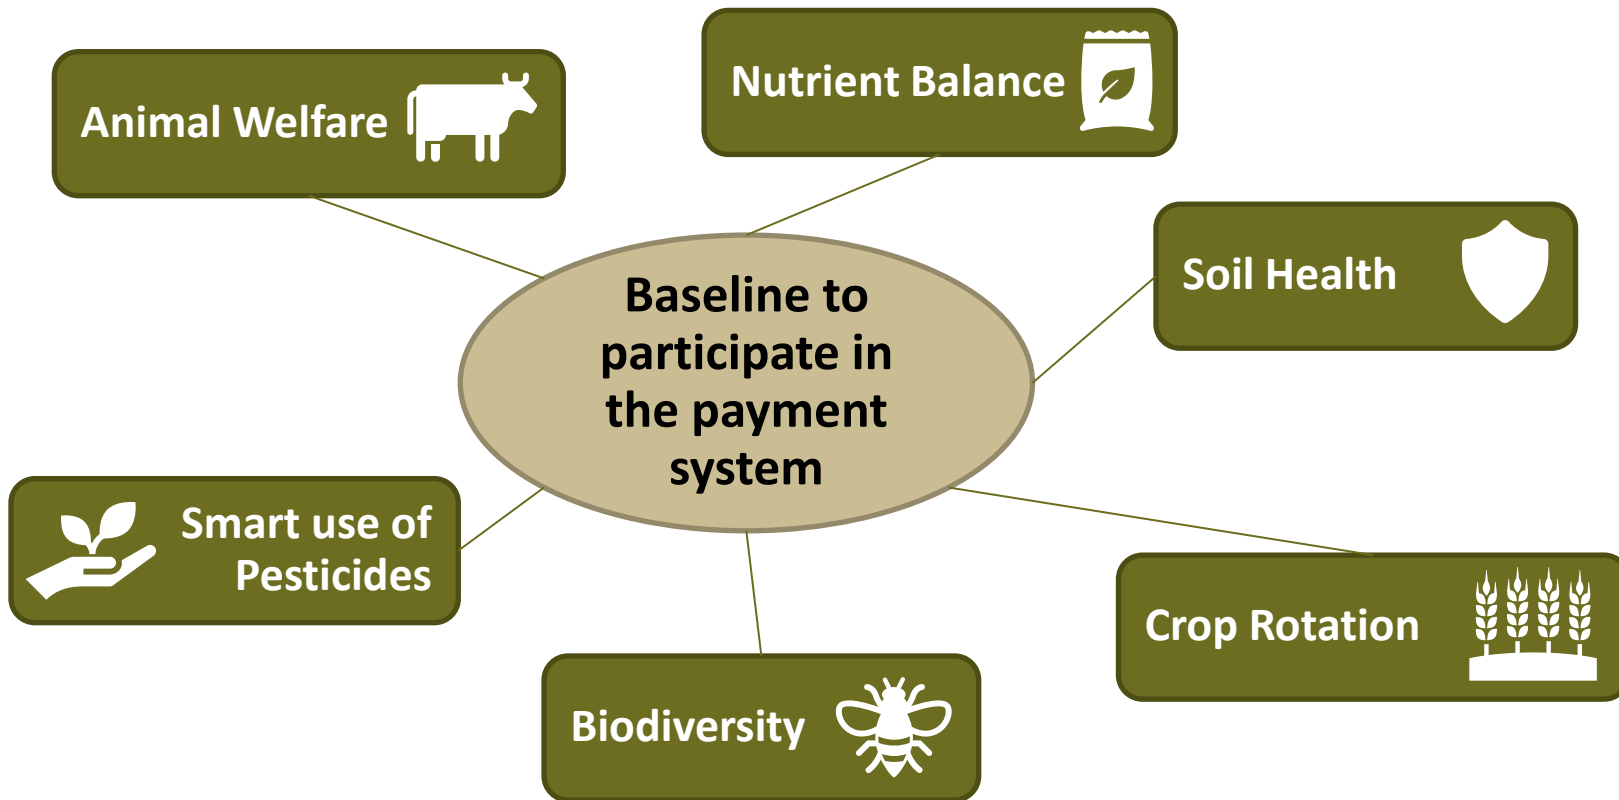 Animal Welfare
Nutrient Balance
Soil Health
Baseline to
participate in
the payment
system
Smart use of
Pesticides
Crop Rotation
Biodiversity